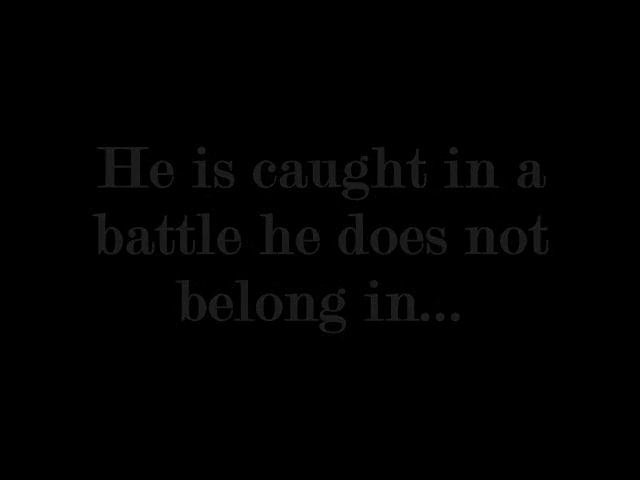 He is caught in a
battle he does not
belong in...